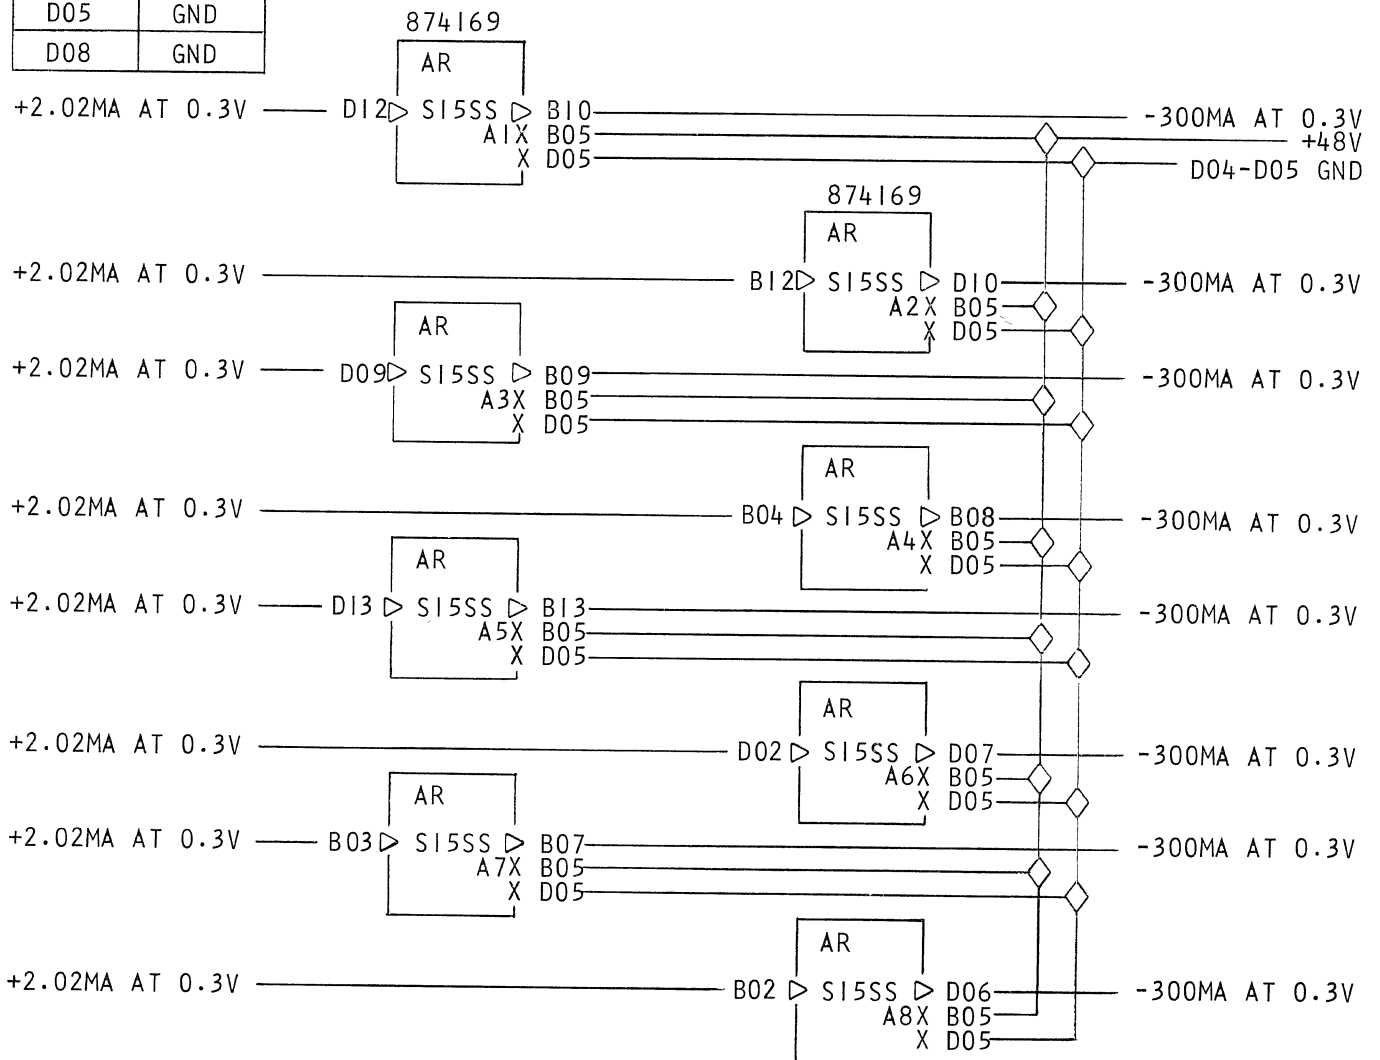 D05 GND
D08 GND
874169
AR
+2.02MA AT 0.3V D12 S15SS B10 -300MA AT 0.3V
A1X B05 +48V
X D05 D04-D05 GND
874169
AR
+2.02MA AT 0.3V B12 S15SS D10 -300MA AT 0.3V
A2X B05
X D05
AR
+2.02MA AT 0.3V D09 S15SS B09 -300MA AT 0.3V
A3X B05
X D05
AR
+2.02MA AT 0.3V B04 S15SS B08 -300MA AT 0.3V
A4X B05
X D05
AR
+2.02MA AT 0.3V D13 S15SS B13 -300MA AT 0.3V
A5X B05
X D05
AR
+2.02MA AT 0.3V D02 S15SS D07 -300MA AT 0.3V
A6X B05
X D05
AR
+2.02MA AT 0.3V B03 S15SS B07 -300MA AT 0.3V
A7X B05
X D05
AR
+2.02MA AT 0.3V B02 S15SS D06 -300MA AT 0.3V
A8X B05
X D05